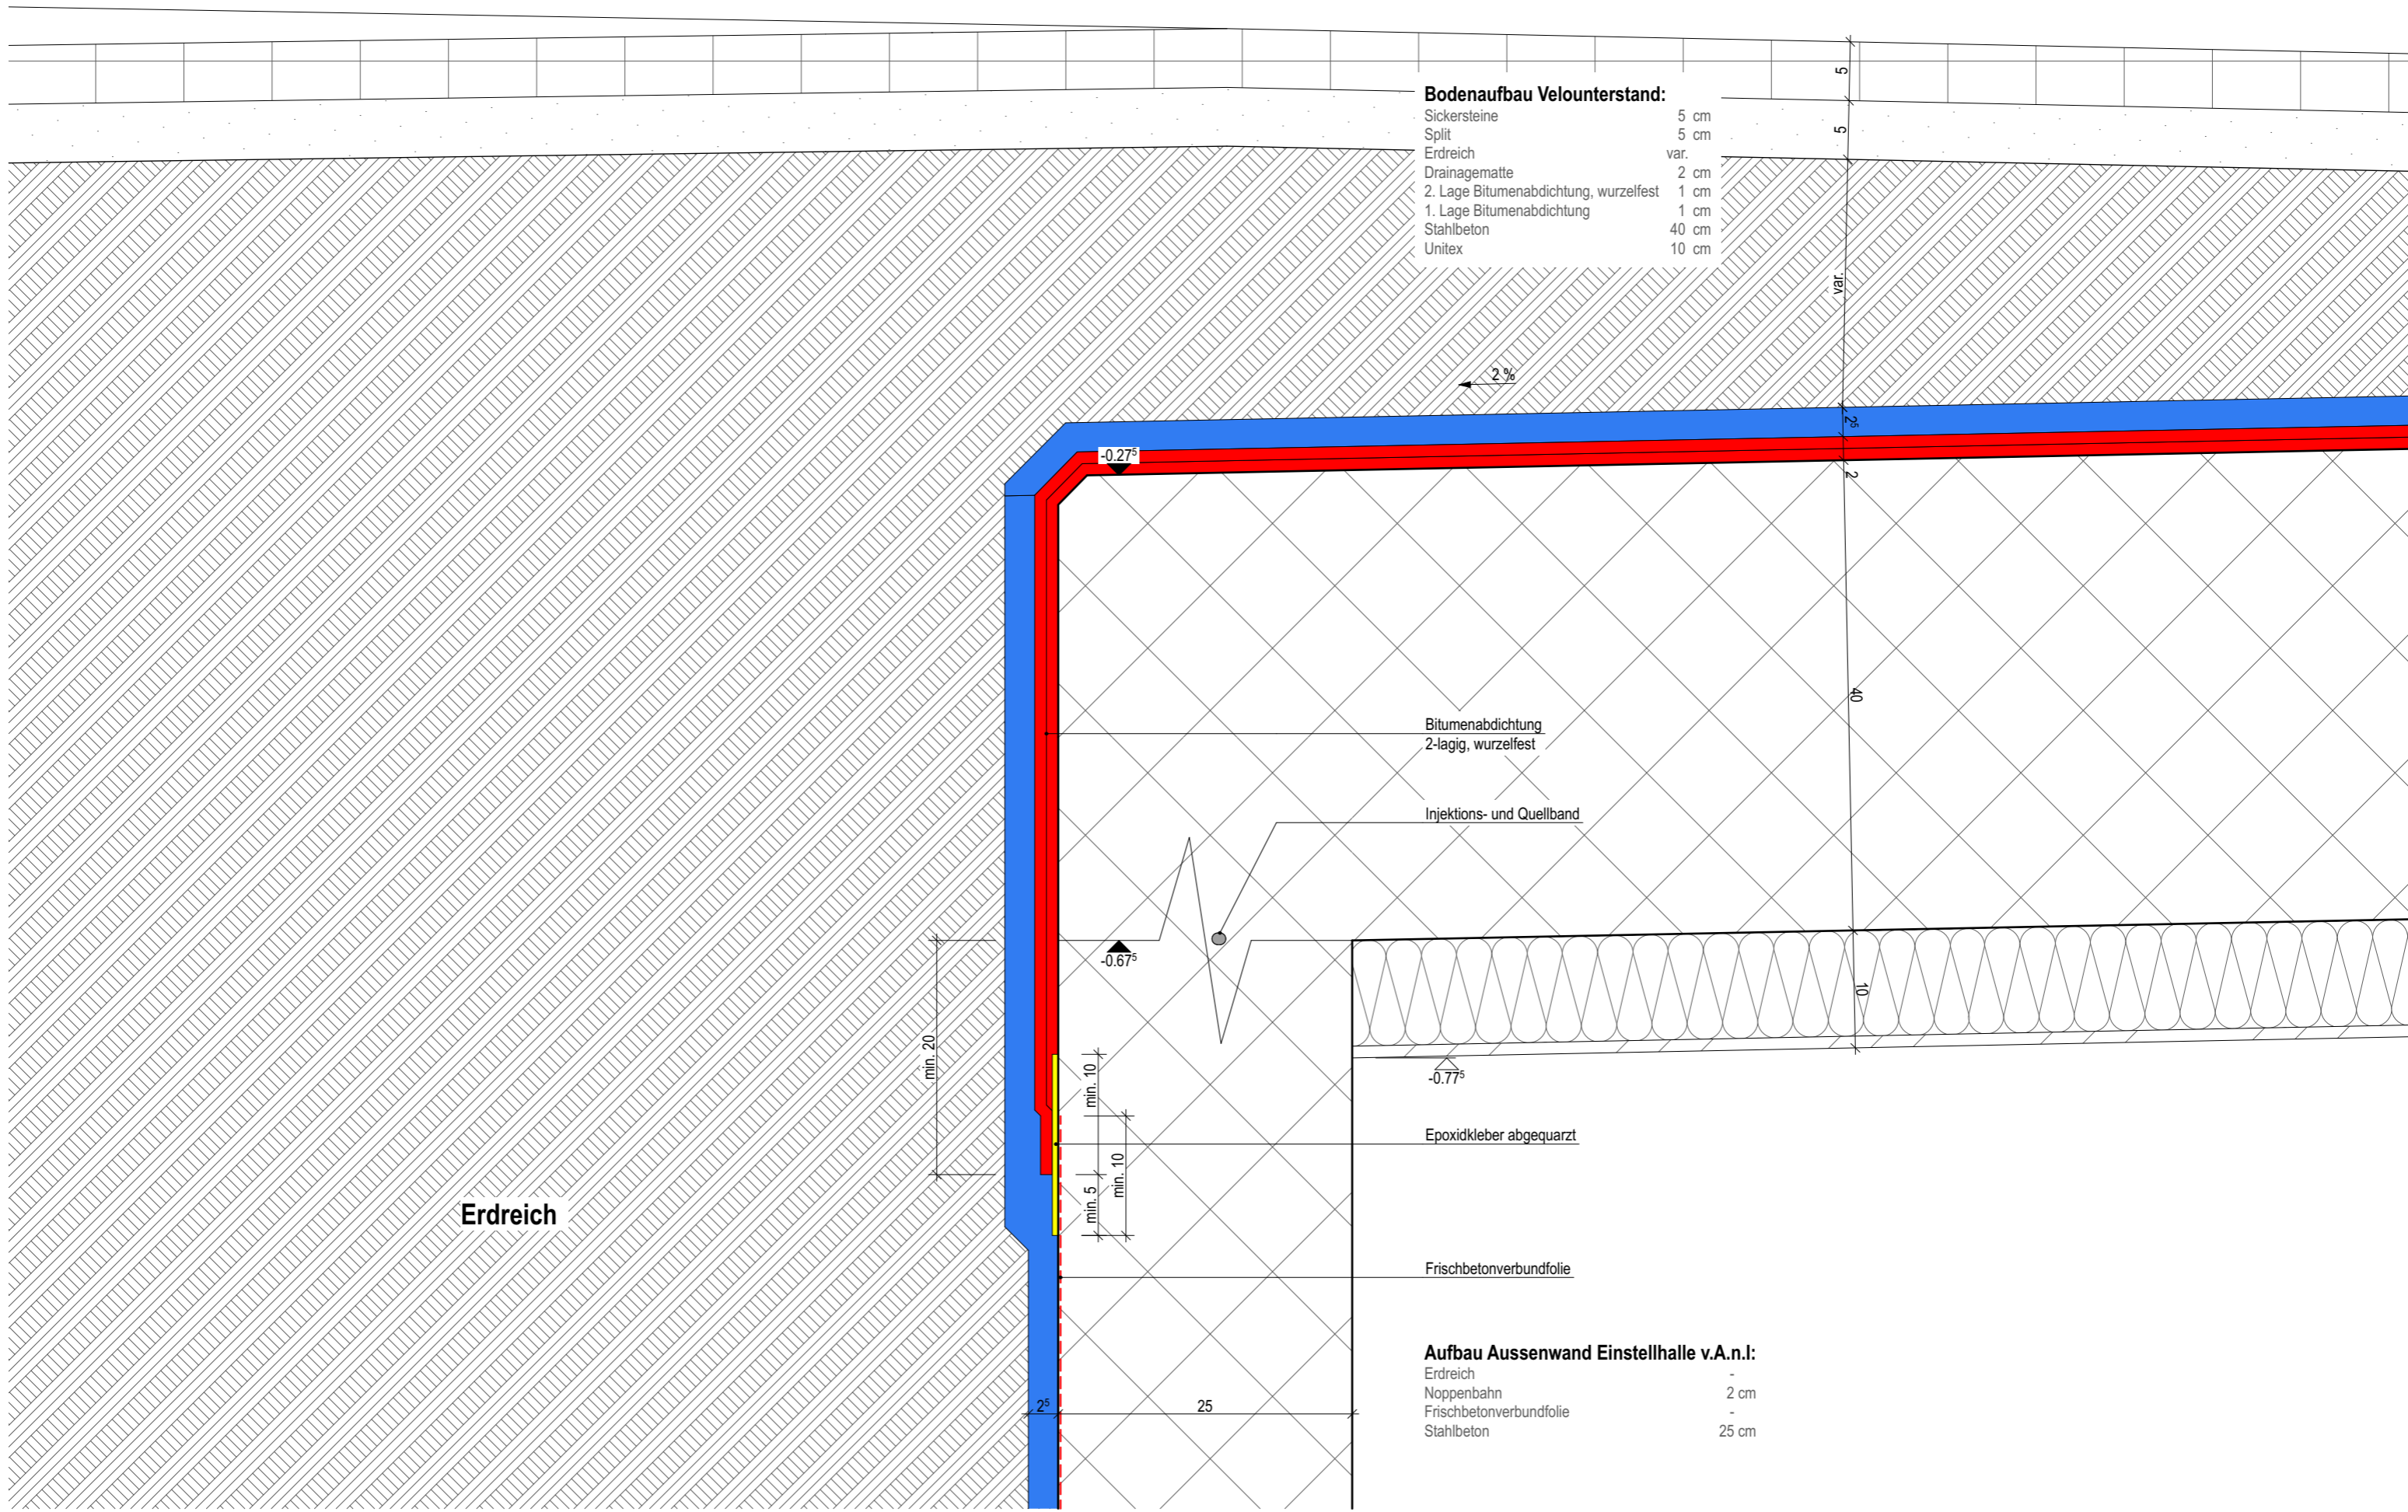 5
5
Bodenaufbau Velounterstand:
Sickersteine 5 cm
Split 5 cm
Erdreich var.
Drainagematte 2 cm
2. Lage Bitumenabdichtung, wurzelfest 1 cm
1. Lage Bitumenabdichtung 1 cm
Stahlbeton 40 cm
Unitex 10 cm
var.
2 %
2⁵
-0.27⁵
2
40
Bitumenabdichtung
2-lagig, wurzelfest
Injektions- und Quellband
-0.67⁵
10
min. 20
min. 10
-0.77⁵
Epoxidkleber abgequarzt
min. 10
min. 5
Erdreich
Frischbetonverbundfolie
Aufbau Aussenwand Einstellhalle v.A.n.I:
Erdreich -
Noppenbahn 2 cm
Frischbetonverbundfolie -
Stahlbeton 25 cm
2⁵
25